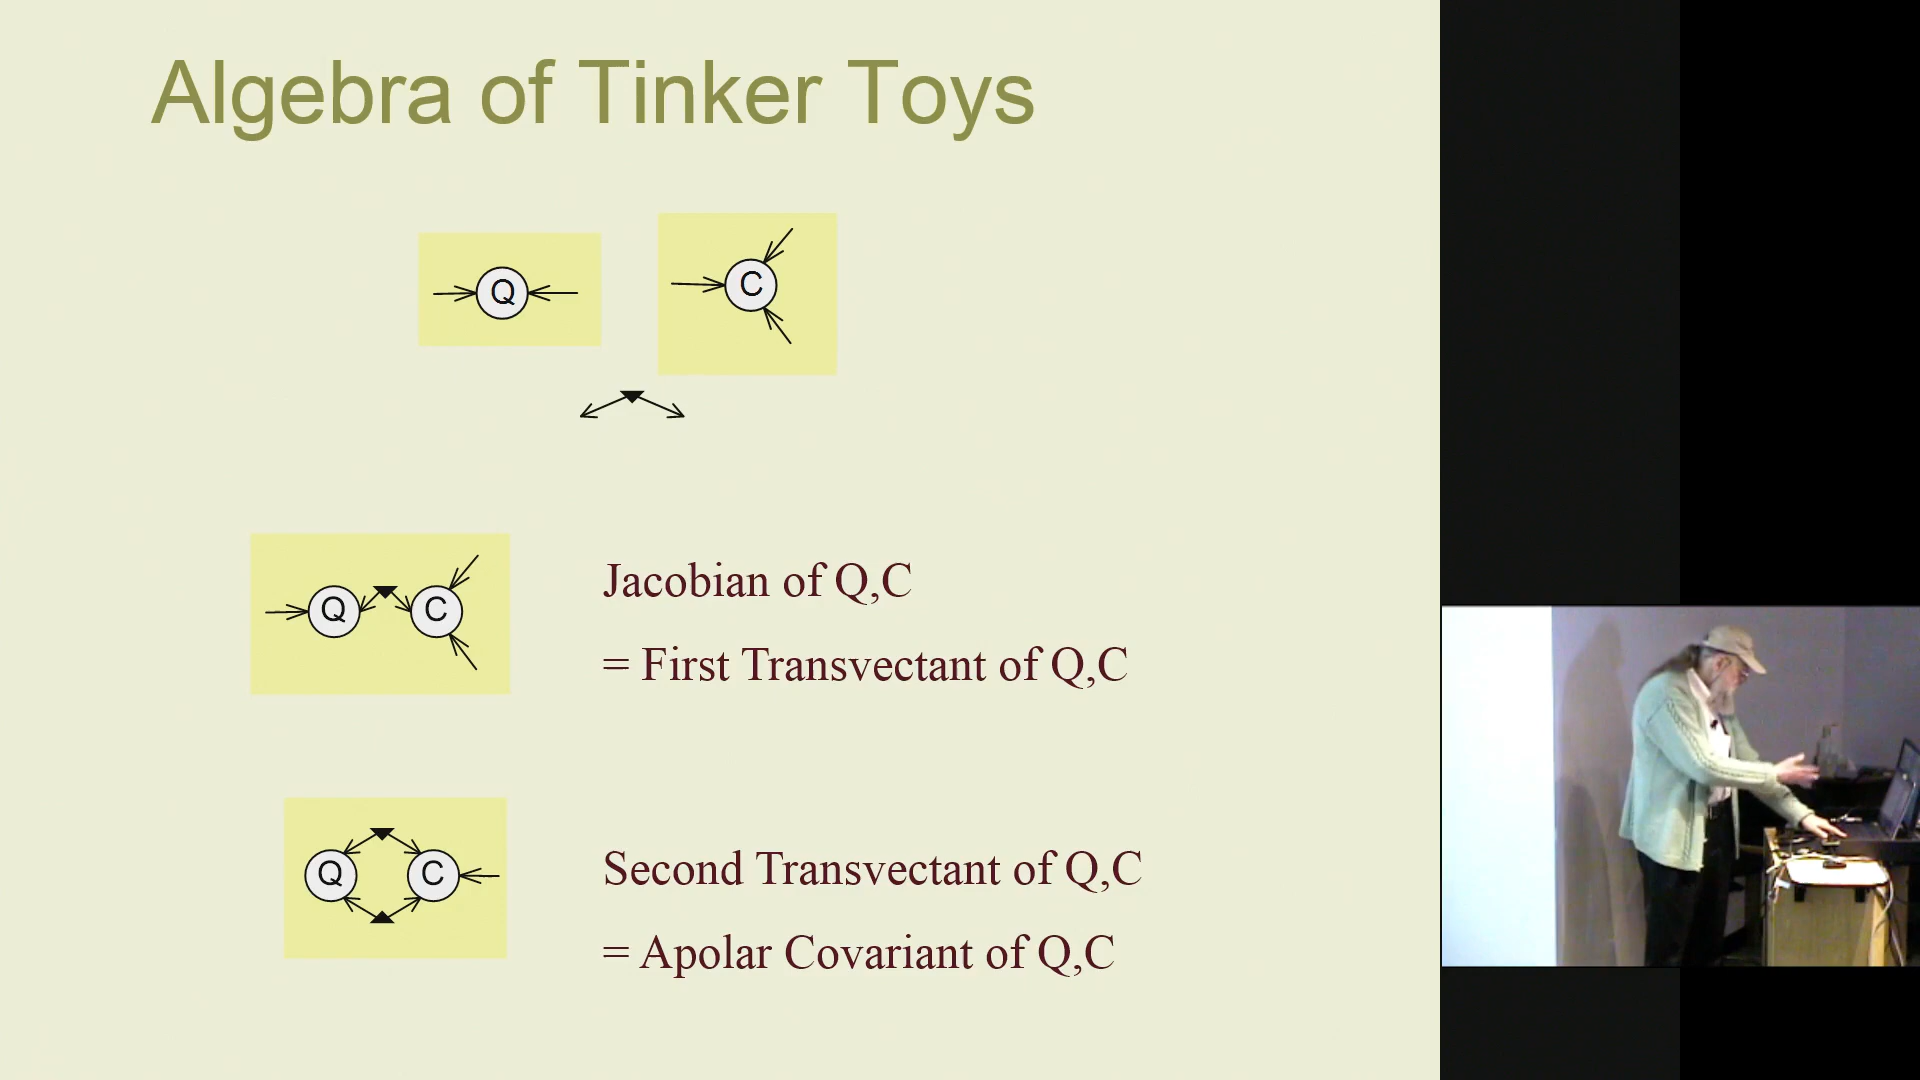 Algebra of Tinker Toys
Q
C
Q
C
Jacobian of Q,C
= First Transvectant of Q,C
Q
C
Second Transvectant of Q,C
= Apolar Covariant of Q,C